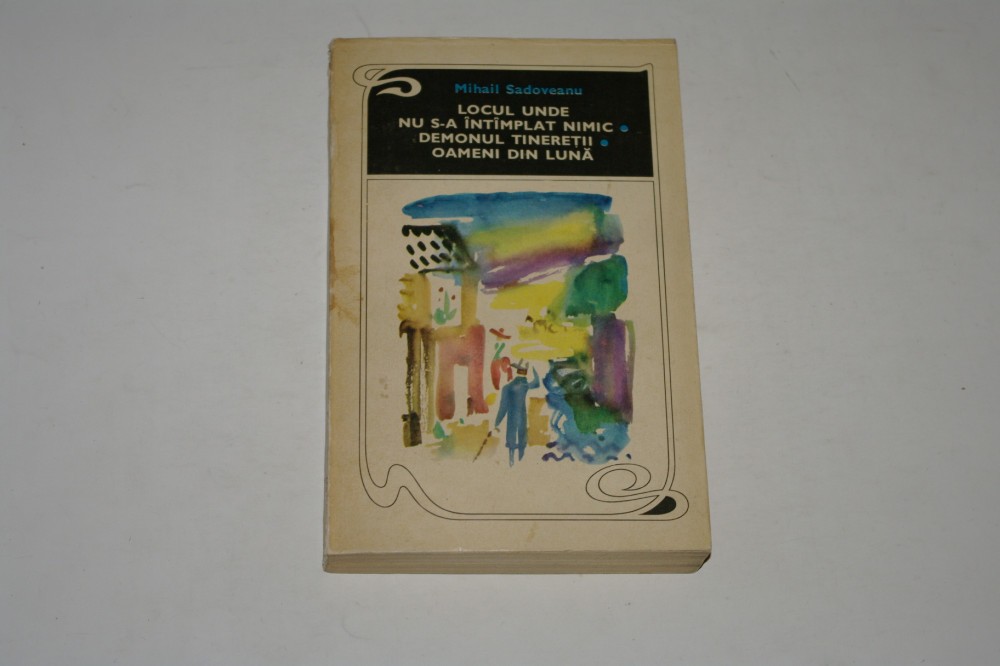 Mihail Sadoveanu
LOCUL UNDE
NU S-A ÎNTÎMPLAT NIMIC •
DEMONUL TINEREȚII •
OAMENI DIN LUNĂ